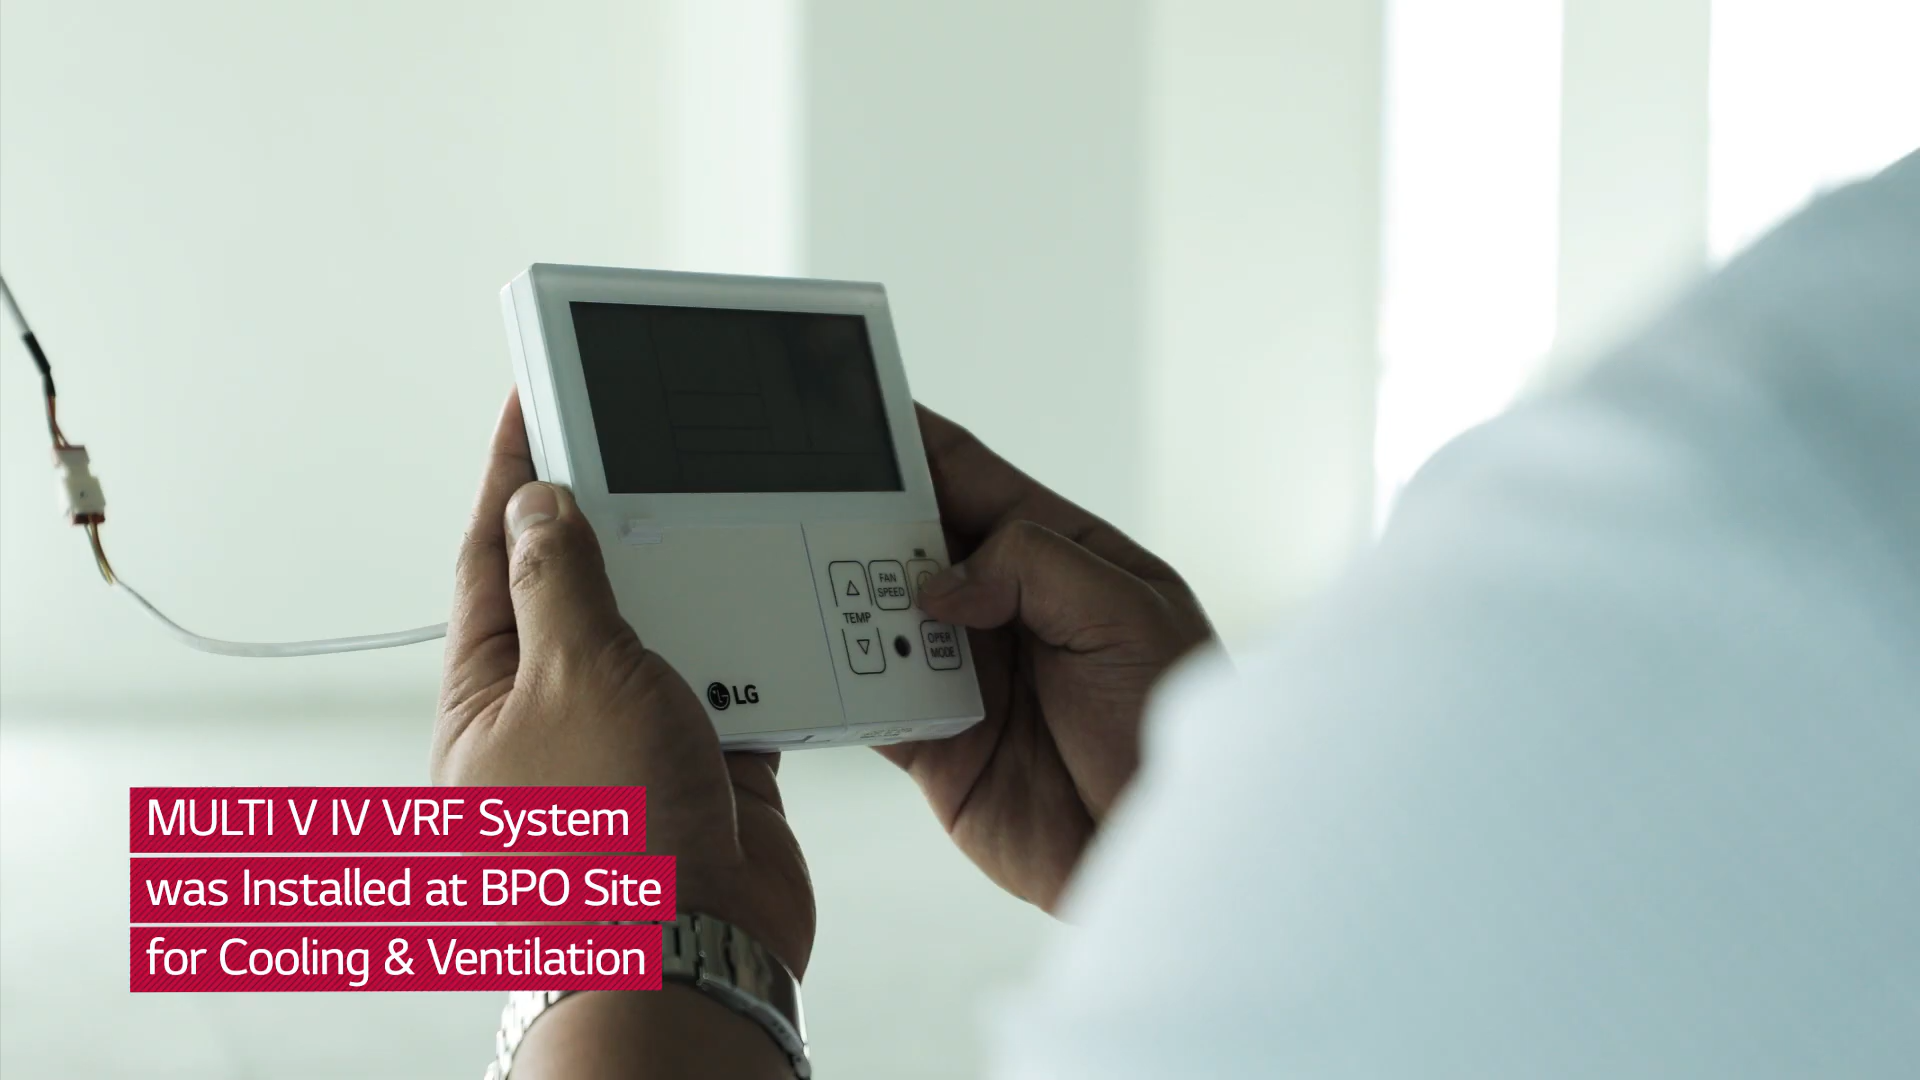 FAN
SPEED
TEMP
OPER
MODE
LG
MULTI V IV VRF System
was Installed at BPO Site
for Cooling & Ventilation